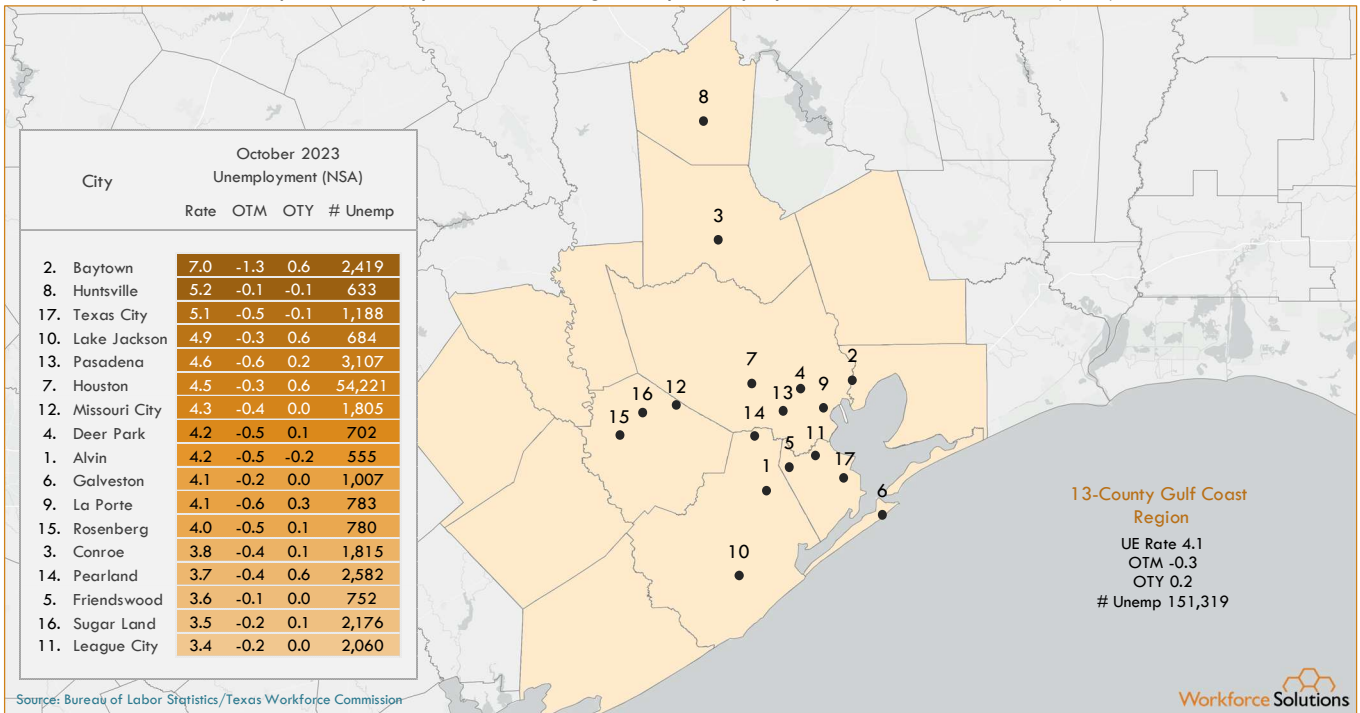 City
October 2023
Unemployment (NSA)
Rate OTM OTY # Unemp
2. Baytown 7.0 -1.3 0.6 2,419
8. Huntsville 5.2 -0.1 -0.1 633
17. Texas City 5.1 -0.5 -0.1 1,188
10. Lake Jackson 4.9 -0.3 0.6 684
13. Pasadena 4.6 -0.6 0.2 3,107
7. Houston 4.5 -0.3 0.6 54,221
12. Missouri City 4.3 -0.4 0.0 1,805
4. Deer Park 4.2 -0.5 0.1 702
1. Alvin 4.2 -0.5 -0.2 555
6. Galveston 4.1 -0.2 0.0 1,007
9. La Porte 4.1 -0.6 0.3 783
15. Rosenberg 4.0 -0.5 0.1 780
3. Conroe 3.8 -0.4 0.1 1,815
14. Pearland 3.7 -0.4 0.6 2,582
5. Friendswood 3.6 -0.1 0.0 752
16. Sugar Land 3.5 -0.2 0.1 2,176
11. League City 3.4 -0.2 0.0 2,060
Source: Bureau of Labor Statistics/Texas Workforce Commission
8
3
7
4
2
16
12
13
9
15
14
5
11
1
17
6
10
13-County Gulf Coast
Region
UE Rate 4.1
OTM -0.3
OTY 0.2
# Unemp 151,319
Workforce Solutions